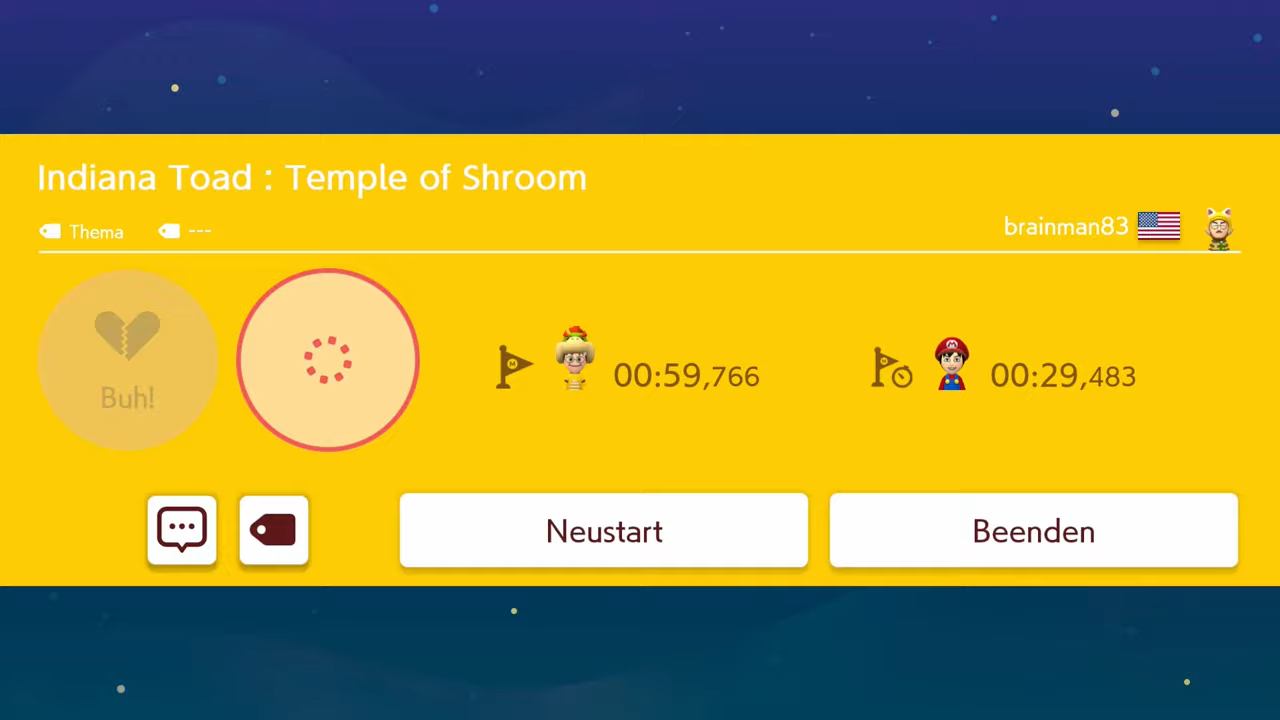 Indiana Toad : Temple of Shroom
Thema ---
brainman83
Buh!
00:59,766
00:29,483
Neustart
Beenden